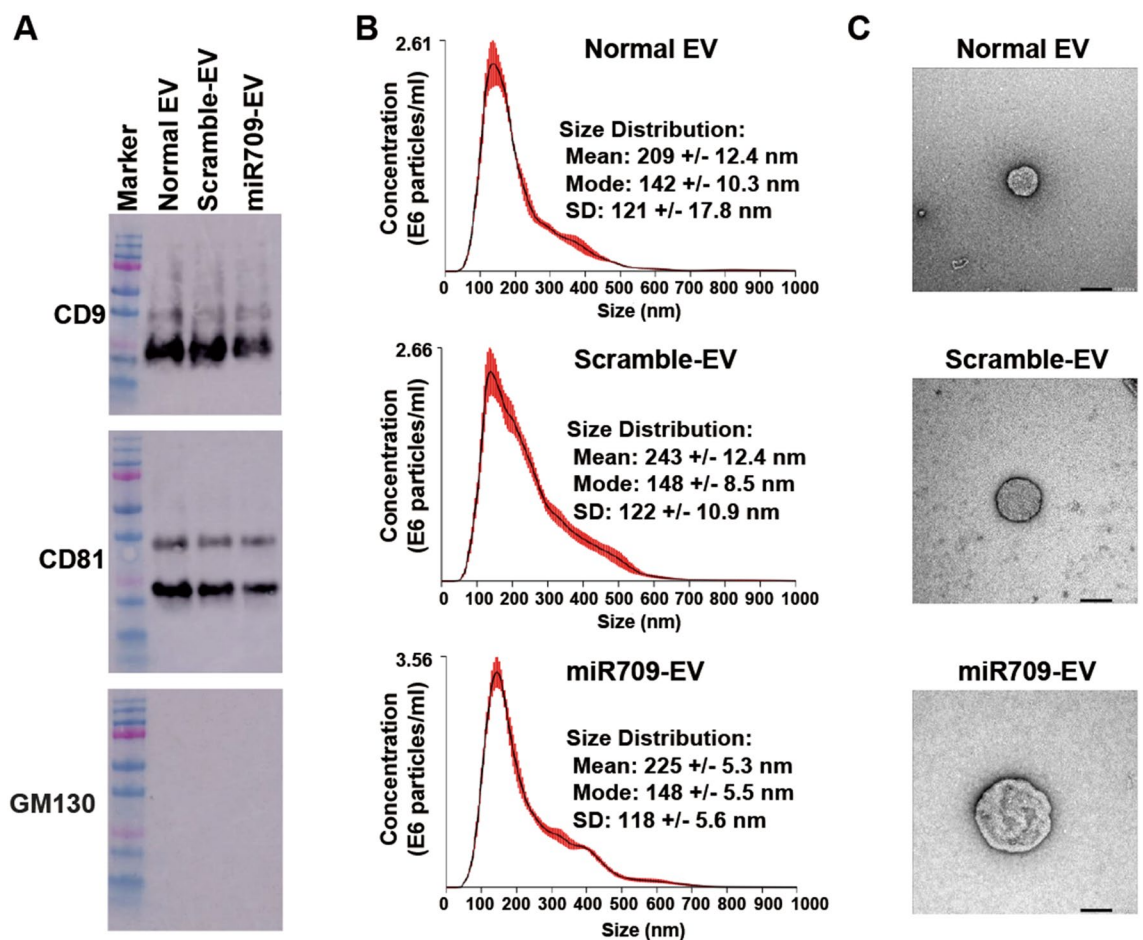 A
Marker
Normal EV
Scramble-EV
miR709-EV
CD9
CD81
GM130
B
Normal EV
2.61
Concentration
(E6 particles/ml)
Size Distribution:
Mean: 209 +/- 12.4 nm
Mode: 142 +/- 10.3 nm
SD: 121 +/- 17.8 nm
0 100 200 300 400 500 600 700 800 900 1000
Size (nm)
Scramble-EV
2.66
Concentration
(E6 particles/ml)
Size Distribution:
Mean: 243 +/- 12.4 nm
Mode: 148 +/- 8.5 nm
SD: 122 +/- 10.9 nm
0 100 200 300 400 500 600 700 800 900 1000
Size (nm)
miR709-EV
3.56
Concentration
(E6 particles/ml)
Size Distribution:
Mean: 225 +/- 5.3 nm
Mode: 148 +/- 5.5 nm
SD: 118 +/- 5.6 nm
0 100 200 300 400 500 600 700 800 900 1000
Size (nm)
C
Normal EV
Scramble-EV
miR709-EV